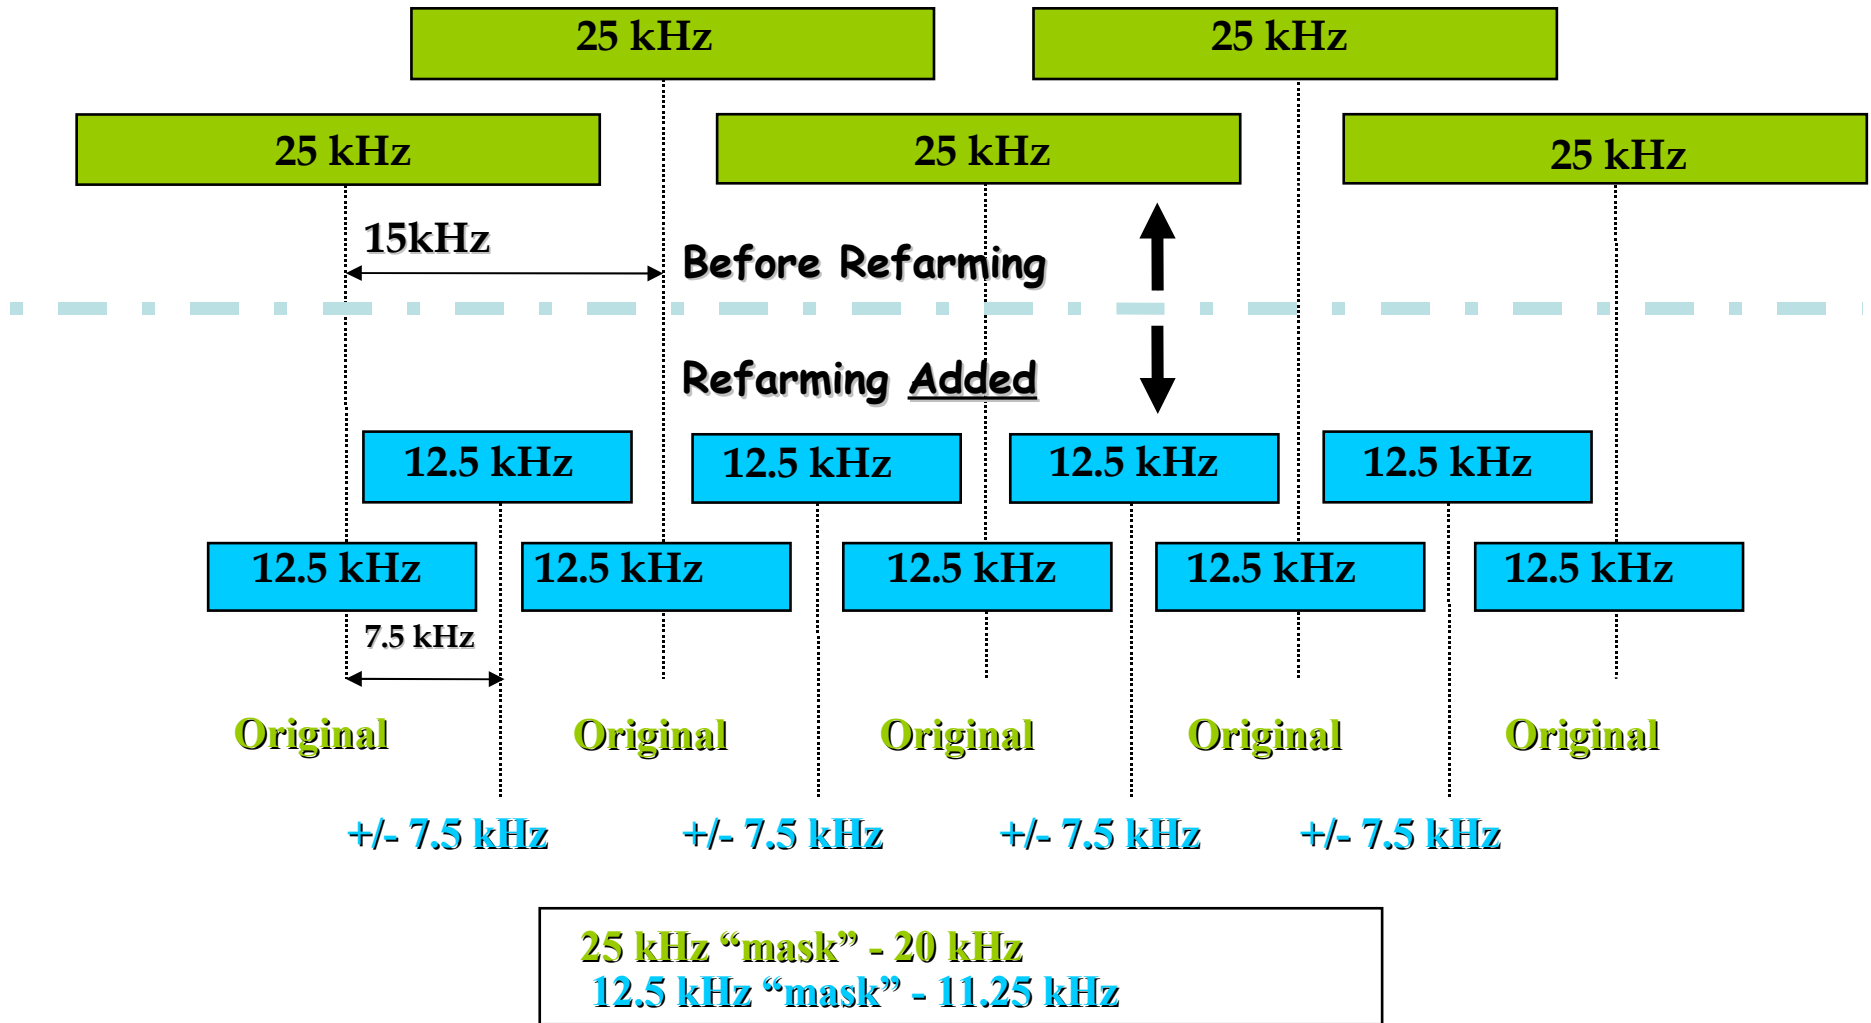 25 kHz
25 kHz
25 kHz
25 kHz
25 kHz
15kHz
Before Refarming
Refarming Added
12.5 kHz
12.5 kHz
12.5 kHz
12.5 kHz
12.5 kHz
12.5 kHz
12.5 kHz
12.5 kHz
12.5 kHz
7.5 kHz
Original
Original
Original
Original
Original
+/- 7.5 kHz
+/- 7.5 kHz
+/- 7.5 kHz
+/- 7.5 kHz
25 kHz “mask” - 20 kHz
12.5 kHz “mask” - 11.25 kHz